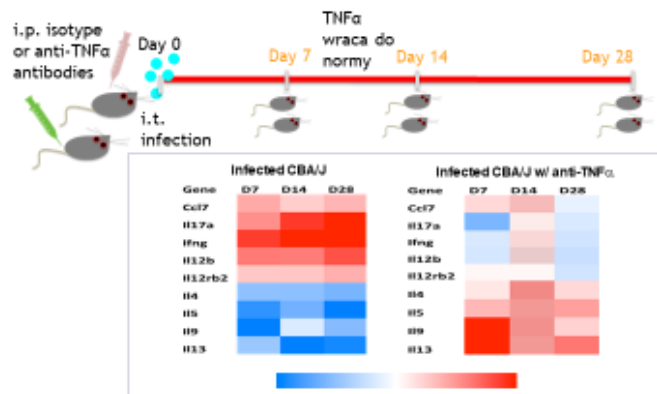 i.p. isotype
or anti-TNFα
antibodies
Day 0
i.t.
infection
TNFα
wraca do
normy
Day 7
Day 14
Day 28
Infected CBA/J
Gene D7 D14 D28
Ccl7
Il17a
Ifng
Il12b
Il12rb2
Il4
Il5
Il9
Il13
Infected CBA/J w/ anti-TNFα
Gene D7 D14 D28
Ccl7
Il17a
Ifng
Il12b
Il12rb2
Il4
Il5
Il9
Il13